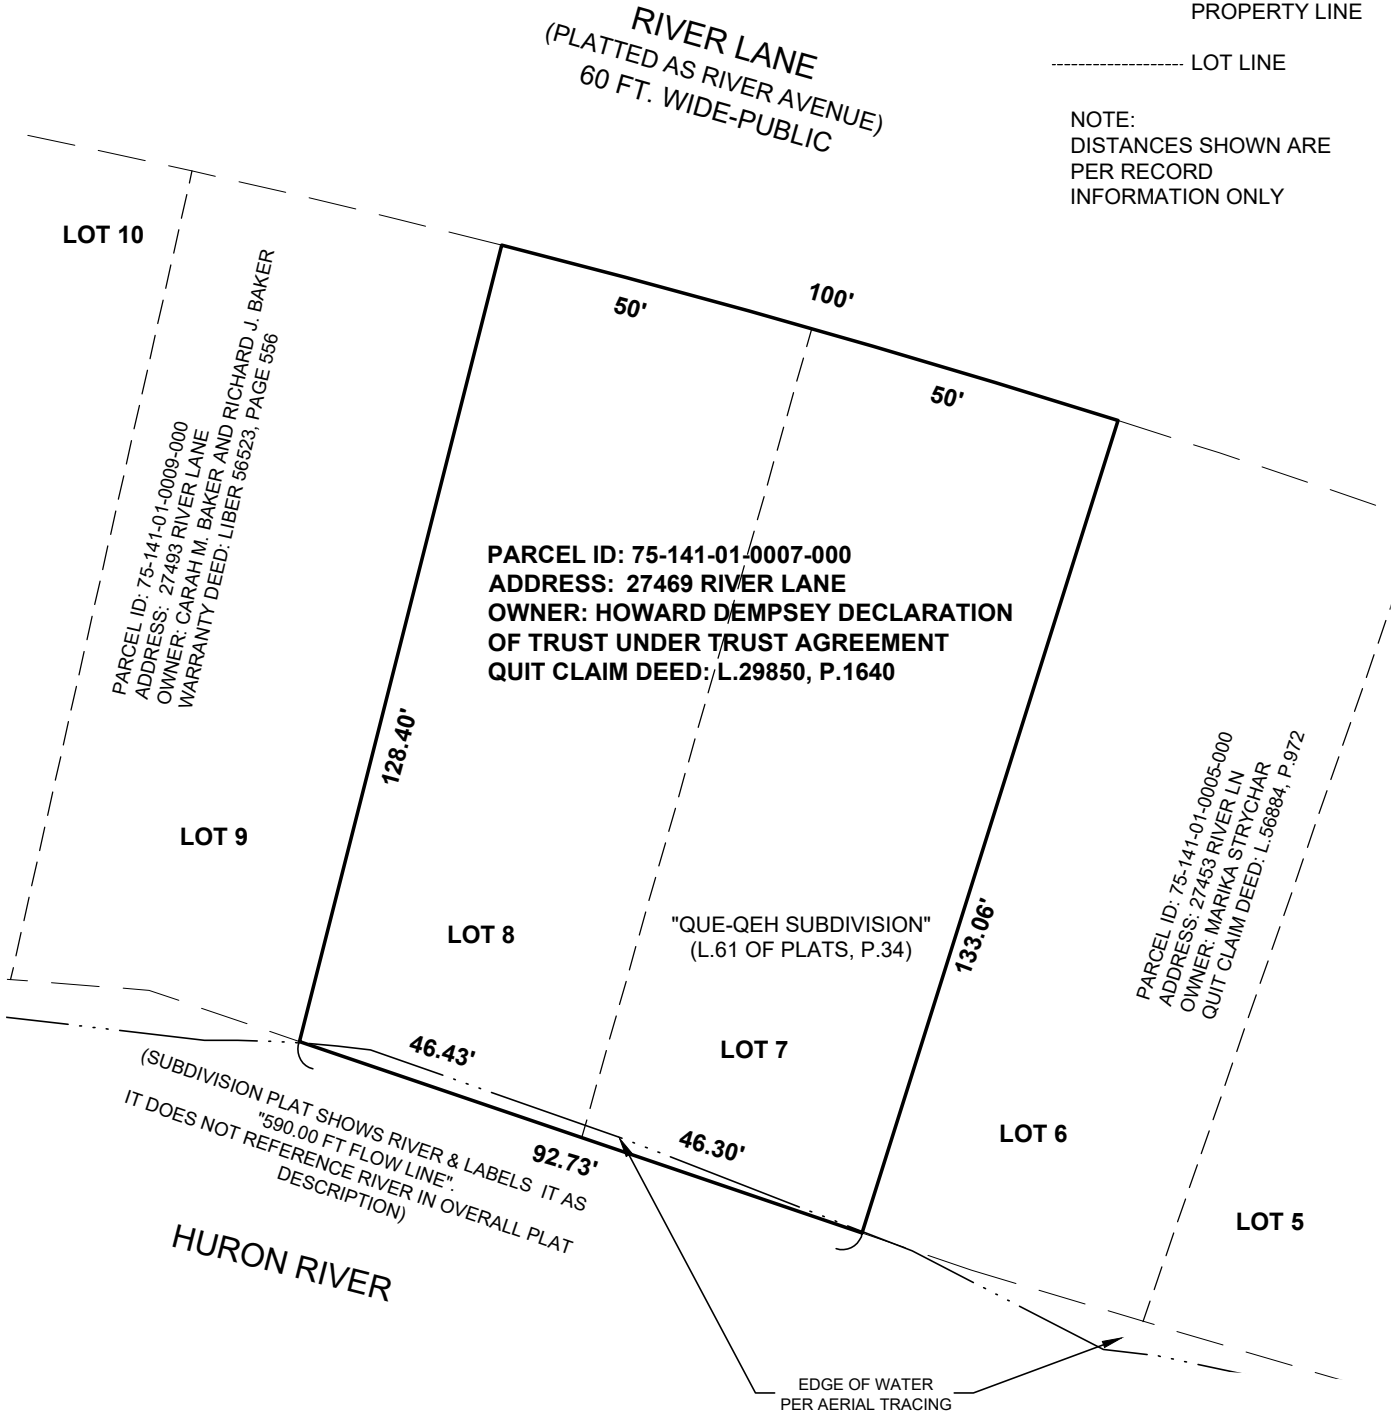 RIVER LANE
(PLATTED AS RIVER AVENUE)
60 FT. WIDE-PUBLIC
PROPERTY LINE
LOT LINE
NOTE:
DISTANCES SHOWN ARE
PER RECORD
INFORMATION ONLY
LOT 10
50'
100'
50'
PARCEL ID: 75-141-01-0009-000
ADDRESS: 27493 RIVER LANE
OWNER: CARAH M. BAKER AND RICHARD J. BAKER
WARRANTY DEED: LIBER 56523, PAGE 556
PARCEL ID: 75-141-01-0007-000
ADDRESS: 27469 RIVER LANE
OWNER: HOWARD DEMPSEY DECLARATION
OF TRUST UNDER TRUST AGREEMENT
QUIT CLAIM DEED: L.29850, P.1640
128.40'
PARCEL ID: 75-141-01-0005-000
ADDRESS: 27453 RIVER LN
OWNER: MARIKA STRYCHAR
QUIT CLAIM DEED: L.56884, P.972
LOT 9
LOT 8
"QUE-QEH SUBDIVISION"
(L.61 OF PLATS, P.34)
133.06'
46.43'
LOT 7
(SUBDIVISION PLAT SHOWS RIVER & LABELS IT AS
"590.00 FT FLOW LINE".
IT DOES NOT REFERENCE RIVER IN OVERALL PLAT
DESCRIPTION)
92.73'
46.30'
LOT 6
LOT 5
HURON RIVER
EDGE OF WATER
PER AERIAL TRACING